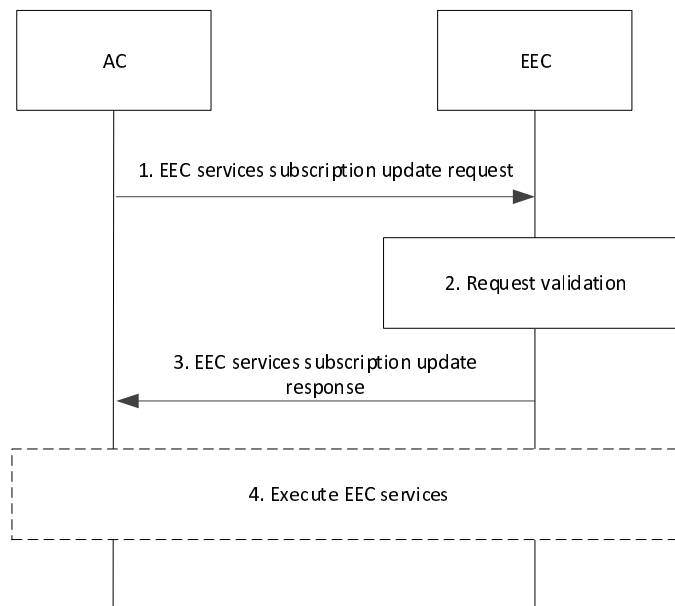 AC
EEC
1. EEC services subscription update request
2. Request validation
3. EEC services subscription update
response
4. Execute EEC services